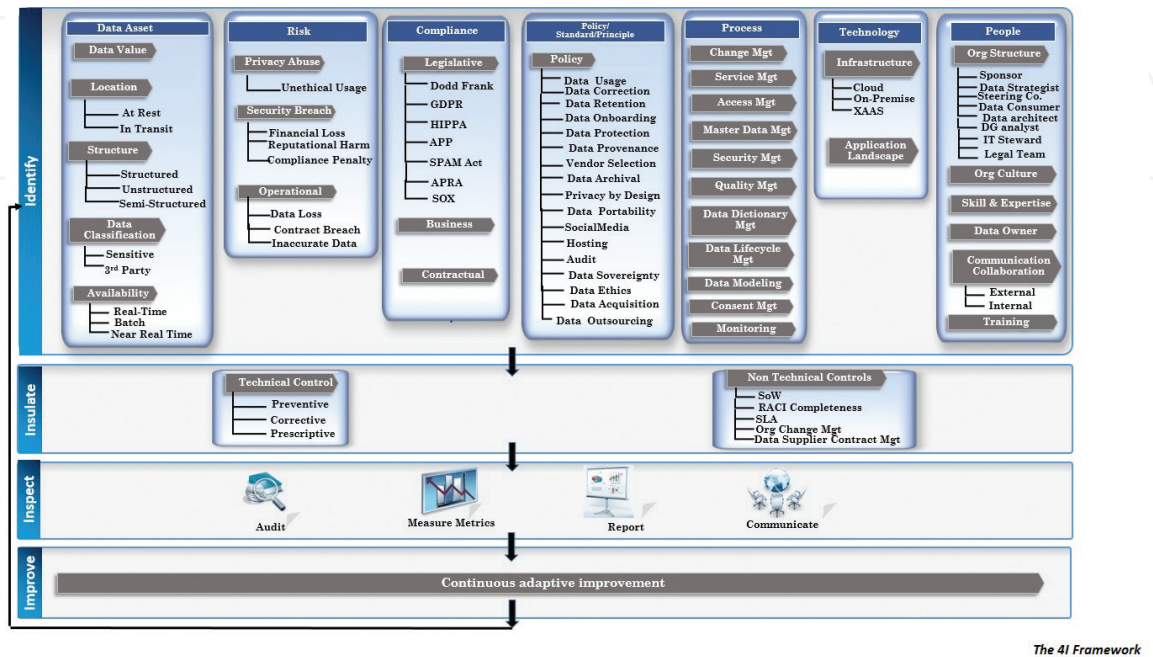 Identify
Data Asset
Data Value
Location
At Rest
In Transit
Structure
Structured
Unstructured
Semi-Structured
Data
Classification
Sensitive
3rd Party
Availability
Real-Time
Batch
Near Real Time
Risk
Privacy Abuse
Unethical Usage
Security Breach
Financial Loss
Reputational Harm
Compliance Penalty
Operational
Data Loss
Contract Breach
Inaccurate Data
Compliance
Legislative
Dodd Frank
GDPR
HIPPA
APP
SPAM Act
APRA
SOX
Business
Contractual
Policy/
Standard/Principle
Policy
Data Usage
Data Correction
Data Retention
Data Onboarding
Data Protection
Data Provenance
Vendor Selection
Data Archival
Privacy by Design
Data Portability
SocialMedia
Hosting
Audit
Data Sovereignty
Data Ethics
Data Acquisition
Data Outsourcing
Process
Change Mgt
Service Mgt
Access Mgt
Master Data Mgt
Security Mgt
Quality Mgt
Data Dictionary
Mgt
Data Lifecycle
Mgt
Data Modeling
Consent Mgt
Monitoring
Technology
Infrastructure
Cloud
On-Premise
XAAS
Application
Landscape
People
Org Structure
Sponsor
Data Strategist
Steering Co.
Data Consumer
Data architect
DG analyst
IT Steward
Legal Team
Org Culture
Skill & Expertise
Data Owner
Communication
Collaboration
External
Internal
Training
Insulate
Technical Control
Preventive
Corrective
Prescriptive
Non Technical Controls
SoW
RACI Completeness
SLA
Org Change Mgt
Data Supplier Contract Mgt
Inspect
Audit
Measure Metrics
Report
Communicate
Improve
Continuous adaptive improvement
The 4I Framework